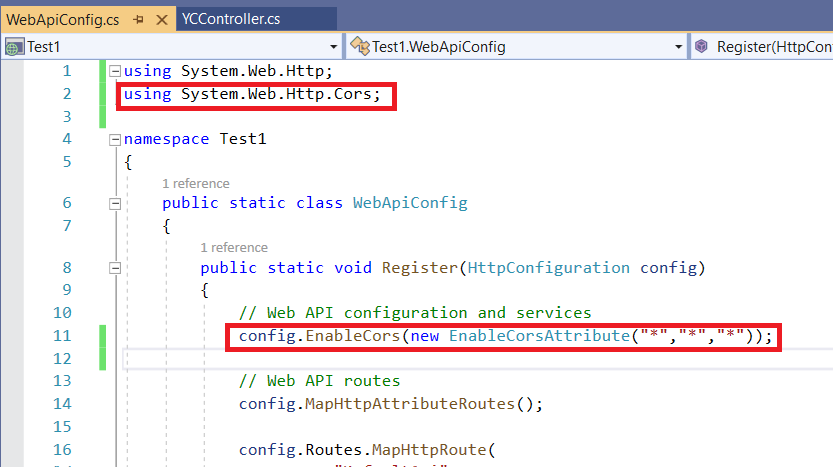 WebApiConfig.cs YCController.cs
Test1 Test1.WebApiConfig Register(HttpCon
1 using System.Web.Http;
2 using System.Web.Http.Cors;
3
4 namespace Test1
5 {
1 reference
6 public static class WebApiConfig
7 {
1 reference
8 public static void Register(HttpConfiguration config)
9 {
10 // Web API configuration and services
11 config.EnableCors(new EnableCorsAttribute("*","*","*"));
12
13 // Web API routes
14 config.MapHttpAttributeRoutes();
15
16 config.Routes.MapHttpRoute(